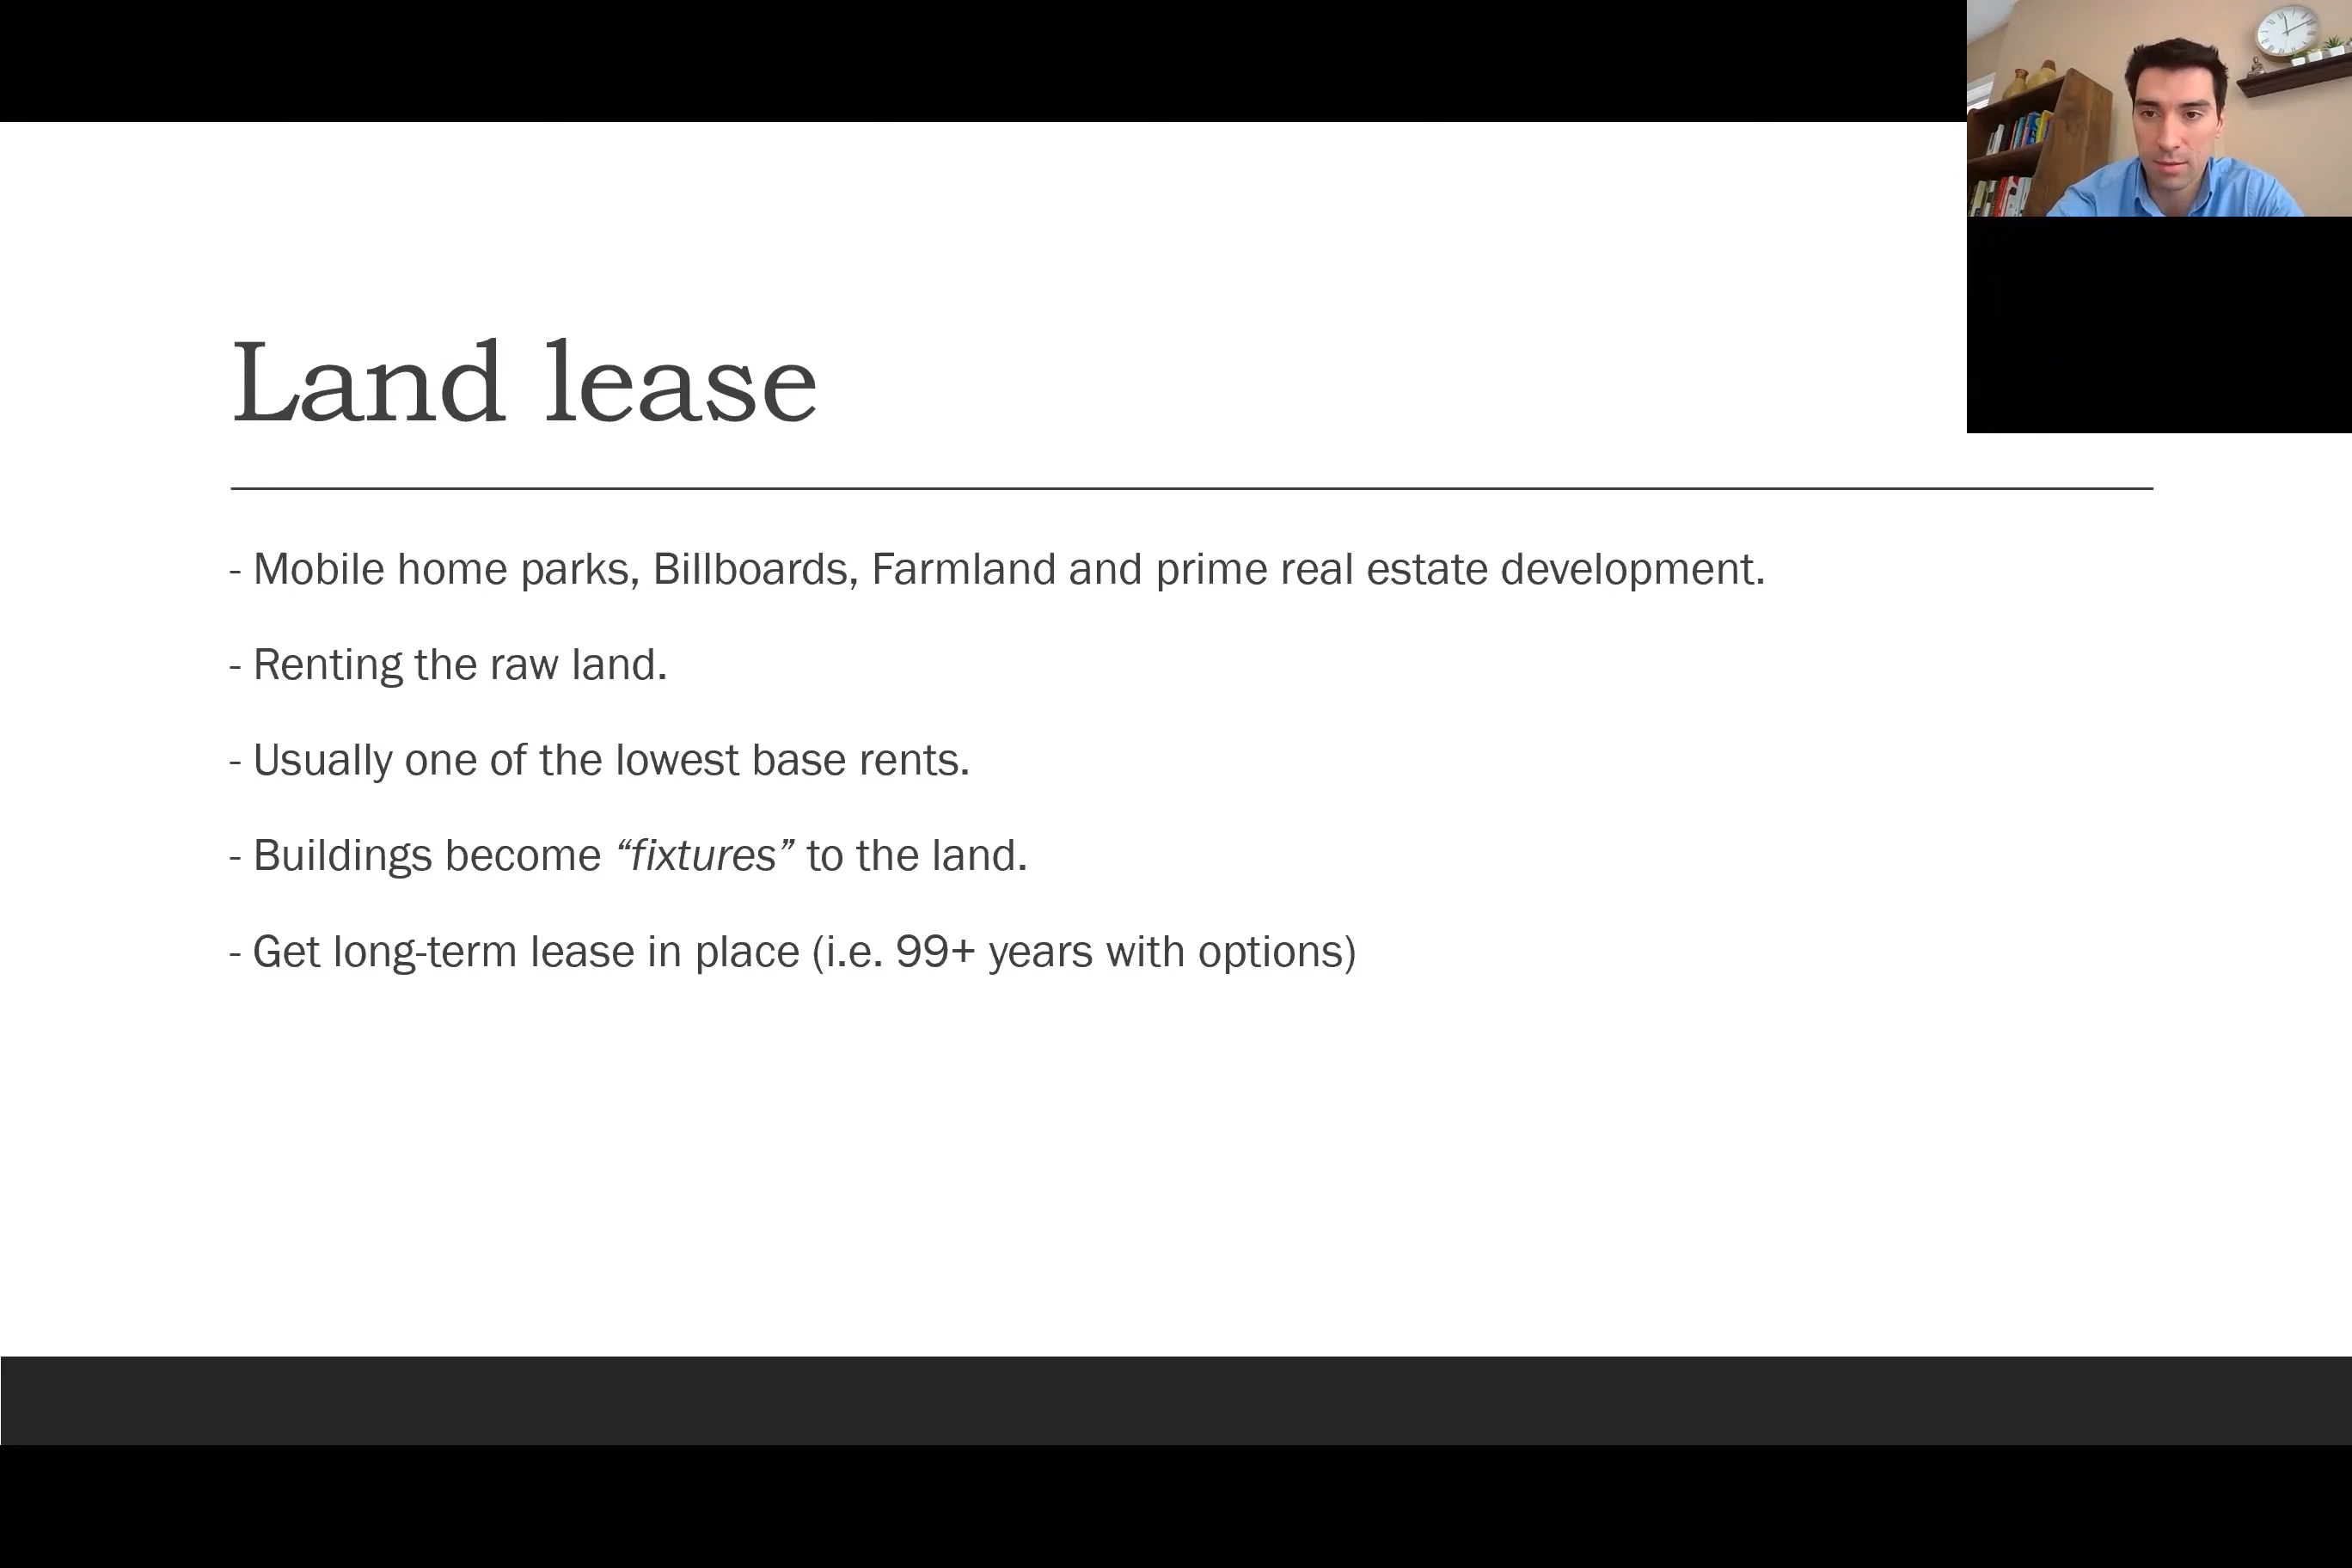 Land lease
- Mobile home parks, Billboards, Farmland and prime real estate development.
- Renting the raw land.
- Usually one of the lowest base rents.
- Buildings become “fixtures” to the land.
- Get long-term lease in place (i.e. 99+ years with options)